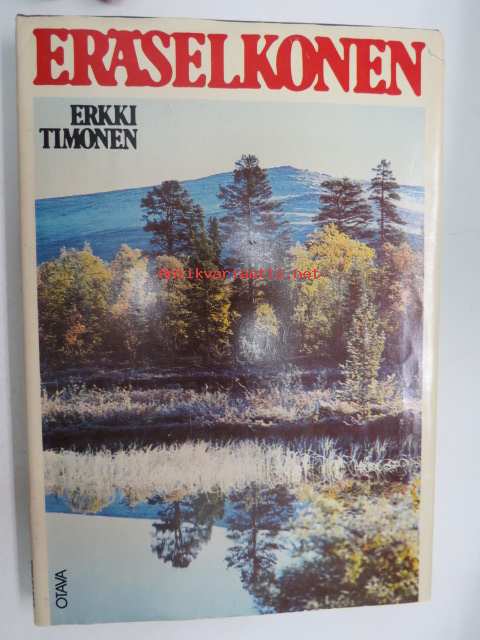 ERÄSELKONEN
ERKKI
TIMONEN
Antikvariaatti.net
OTAVA